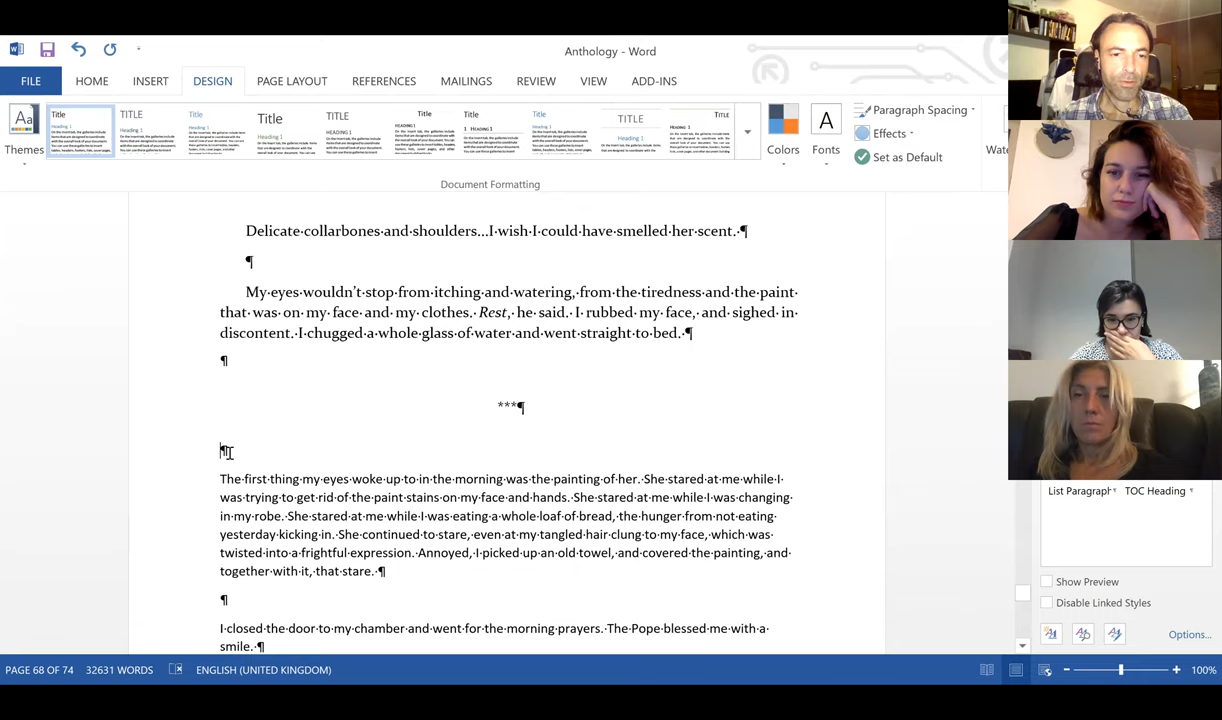 Anthology - Word
FILE HOME INSERT DESIGN PAGE LAYOUT REFERENCES MAILINGS REVIEW VIEW ADD-INS
Themes
Colors
Fonts
Paragraph Spacing
Effects
Set as Default
Document Formatting
Delicate collarbones and shoulders...I wish I could have smelled her scent. ¶
¶
My eyes wouldn't stop from itching and watering, from the tiredness and the paint
that was on my face and my clothes. Rest, he said. I rubbed my face, and sighed in
discontent. I chugged a whole glass of water and went straight to bed. ¶
¶
***¶
¶
The first thing my eyes woke up to in the morning was the painting of her. She stared at me while I
was trying to get rid of the paint stains on my face and hands. She stared at me while I was changing
in my robe. She stared at me while I was eating a whole loaf of bread, the hunger from not eating
yesterday kicking in. She continued to stare, even at my tangled hair clung to my face, which was
twisted into a frightful expression. Annoyed, I picked up an old towel, and covered the painting, and
together with it, that stare. ¶
¶
I closed the door to my chamber and went for the morning prayers. The Pope blessed me with a
smile. ¶
List Paragraph TOC Heading
Show Preview
Disable Linked Styles
Options...
PAGE 68 OF 74 32631 WORDS ENGLISH (UNITED KINGDOM) 100%